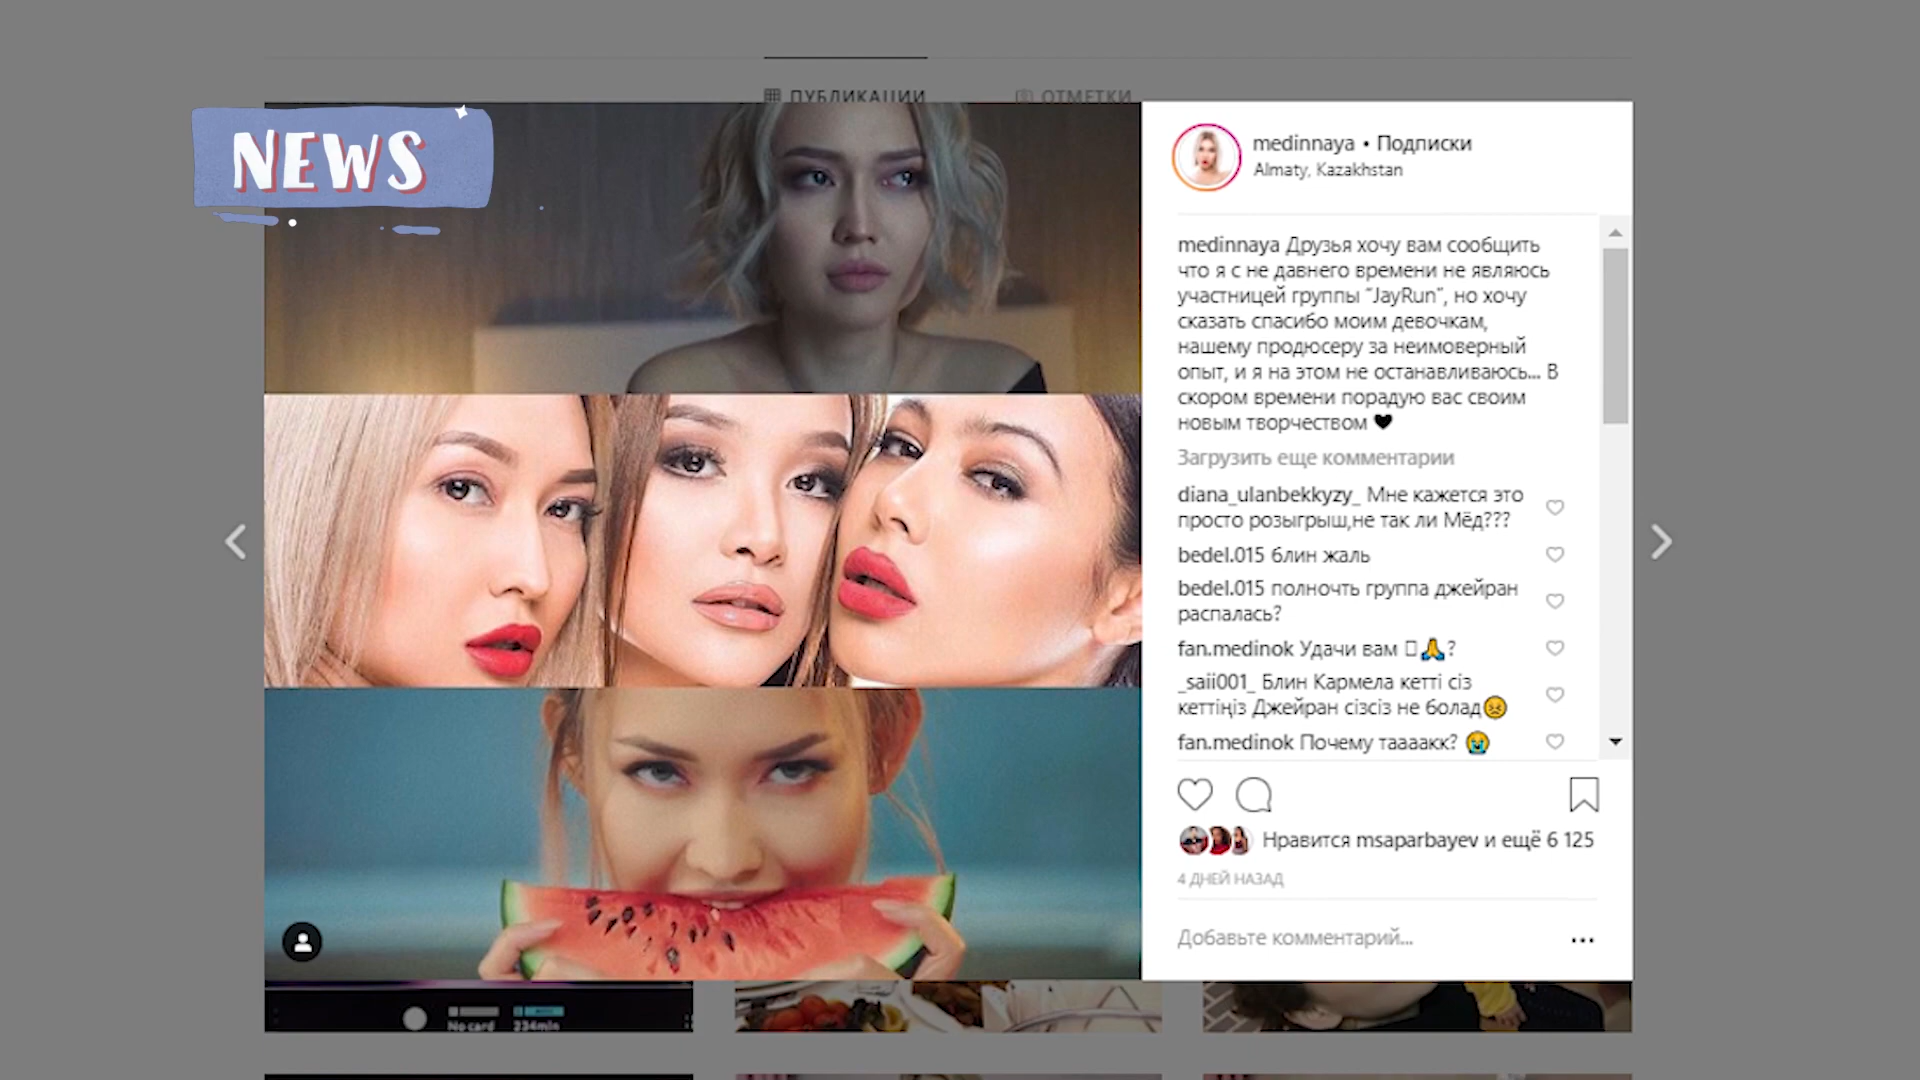 ПУБЛИКАЦИИ
ОТМЕТКИ
NEWS
medinnaya • Подписки
Almaty, Kazakhstan
medinnaya Друзья хочу вам сообщить
что я с не давнего времени не являюсь
участницей группы “JayRun”, но хочу
сказать спасибо моим девочкам,
нашему продюсеру за неимоверный
опыт, и я на этом не останавливаюсь... В
скором времени порадую вас своим
новым творчеством 🖤
Загрузить еще комментарии
diana_ulanbekkyzy_ Мне кажется это
просто розыгрыш,не так ли Мёд???
bedel.015 блин жаль
bedel.015 полночть группа джейран
распалась?
fan.medinok Удачи вам 🙏?
_saii001_ Блин Кармела кетті сіз
кеттіңіз Джейран сізсіз не болад😣
fan.medinok Почему таааакк? 😭
Нравится msaparbayev и ещё 6 125
4 ДНЕЙ НАЗАД
Добавьте комментарий...
No card 234min